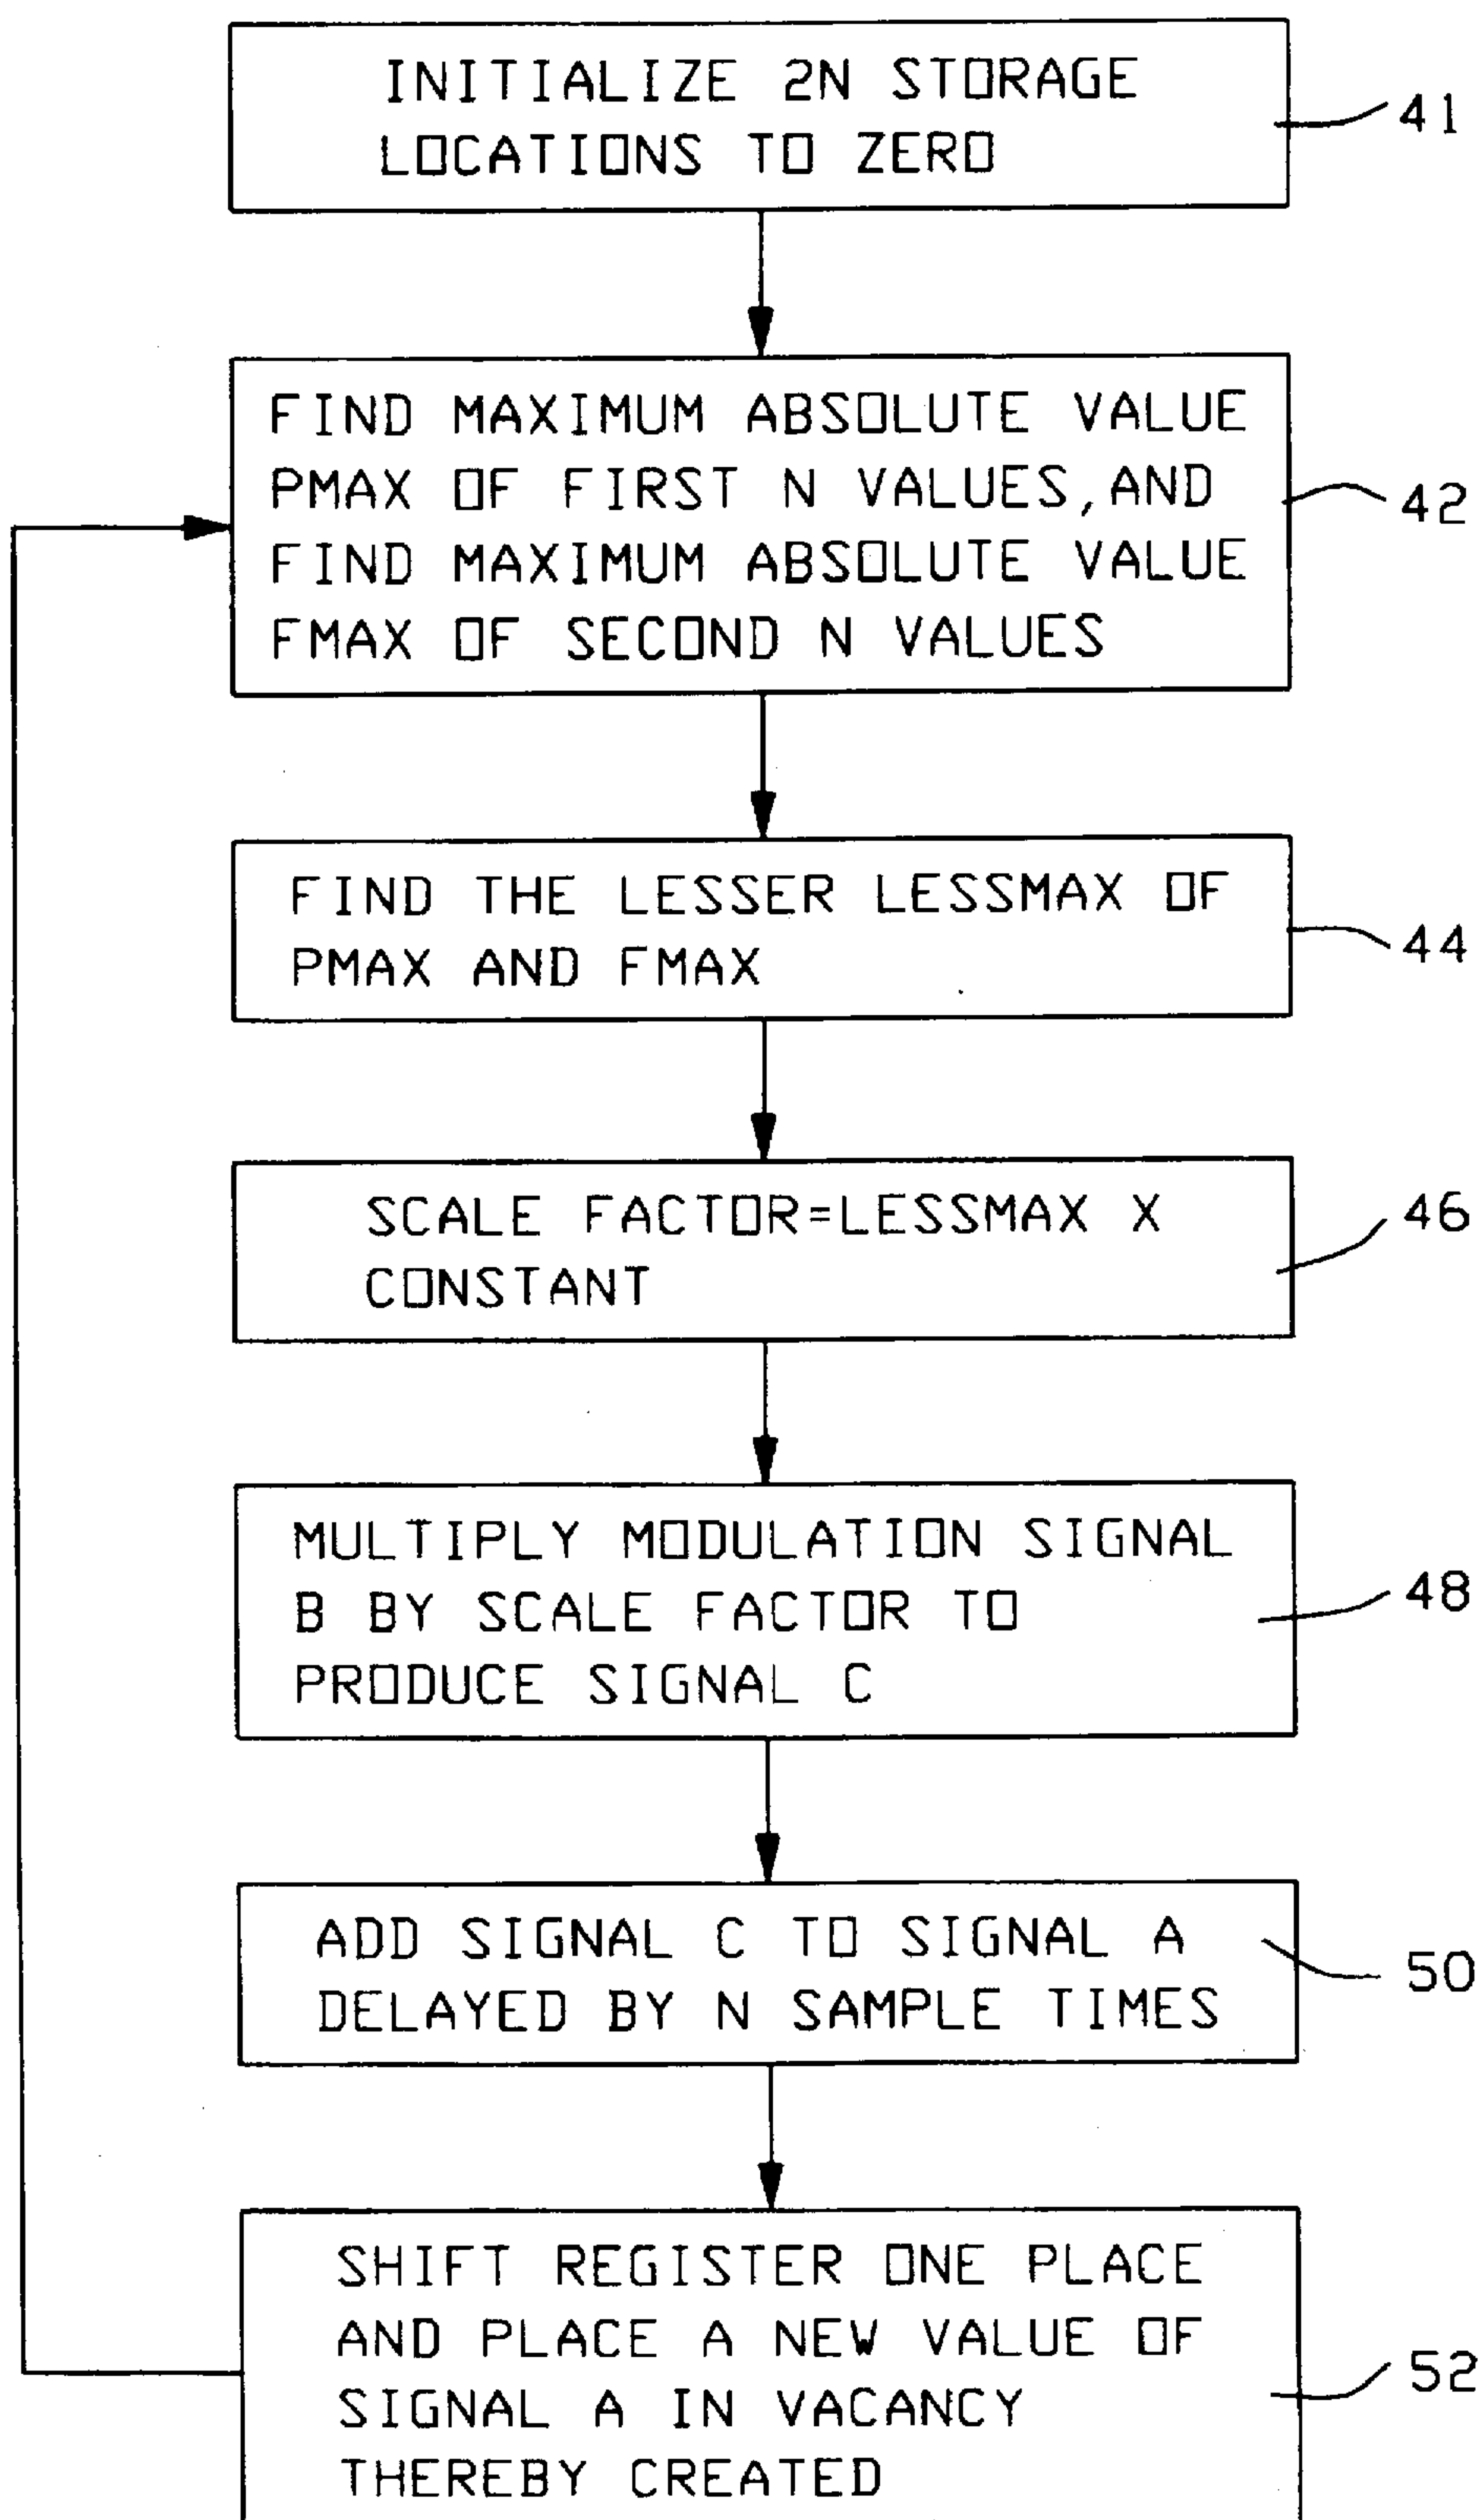 INITIALIZE 2N STORAGE
LOCATIONS TO ZERO
41
FIND MAXIMUM ABSOLUTE VALUE
PMAX OF FIRST N VALUES, AND
FIND MAXIMUM ABSOLUTE VALUE
FMAX OF SECOND N VALUES
42
FIND THE LESSER LESSMAX OF
PMAX AND FMAX
44
SCALE FACTOR=LESSMAX X
CONSTANT
46
MULTIPLY MODULATION SIGNAL
B BY SCALE FACTOR TO
PRODUCE SIGNAL C
48
ADD SIGNAL C TO SIGNAL A
DELAYED BY N SAMPLE TIMES
50
SHIFT REGISTER ONE PLACE
AND PLACE A NEW VALUE OF
SIGNAL A IN VACANCY
THEREBY CREATED
52